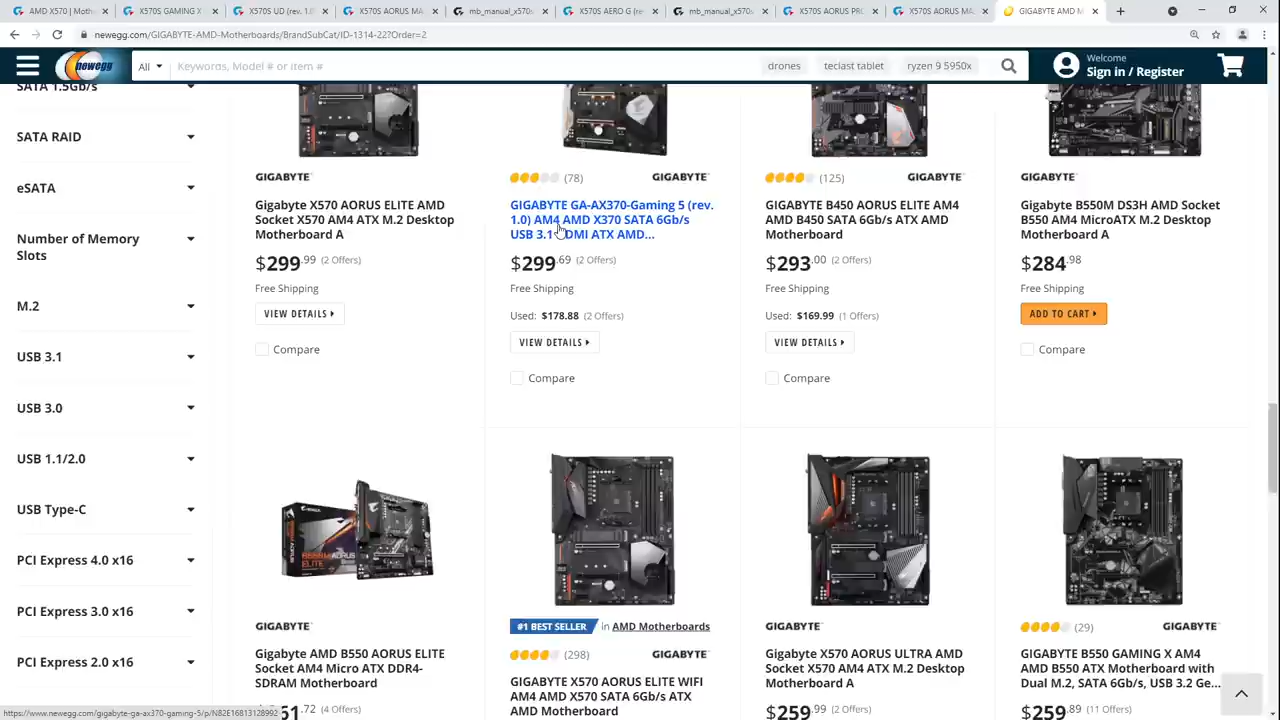 AMD X570 | Moth
X570S GAMING X
X570S UD (rev. 1.0
X570S AORUS MA
mb_manual_x570s
X570S AERO G (re
mb_manual_x570s
X570S AORUS PRO
X570S AORUS MA
GIGABYTE AMD M
newegg.com/GIGABYTE-AMD-Motherboards/BrandSubCat/ID-1314-22?Order=2
newegg
All
Keywords, Model # or Item #
drones
teclast tablet
ryzen 9 5950x
Welcome
Sign in / Register
SATA 1.5Gb/s
SATA RAID
eSATA
Number of Memory
Slots
M.2
USB 3.1
USB 3.0
USB 1.1/2.0
USB Type-C
PCI Express 4.0 x16
PCI Express 3.0 x16
PCI Express 2.0 x16
GIGABYTE
Gigabyte X570 AORUS ELITE AMD
Socket X570 AM4 ATX M.2 Desktop
Motherboard A
$299.99 (2 Offers)
Free Shipping
VIEW DETAILS
Compare
(78)
GIGABYTE
GIGABYTE GA-AX370-Gaming 5 (rev.
1.0) AM4 AMD X370 SATA 6Gb/s
USB 3.1 DMI ATX AMD...
$299.69 (2 Offers)
Free Shipping
Used: $178.88 (2 Offers)
VIEW DETAILS
Compare
(125)
GIGABYTE
GIGABYTE B450 AORUS ELITE AM4
AMD B450 SATA 6Gb/s ATX AMD
Motherboard
$293.00 (2 Offers)
Free Shipping
Used: $169.99 (1 Offers)
VIEW DETAILS
Compare
GIGABYTE
Gigabyte B550M DS3H AMD Socket
B550 AM4 MicroATX M.2 Desktop
Motherboard A
$284.98
Free Shipping
ADD TO CART
Compare
GIGABYTE
Gigabyte AMD B550 AORUS ELITE
Socket AM4 Micro ATX DDR4-
SDRAM Motherboard
61.72 (4 Offers)
#1 BEST SELLER in AMD Motherboards
(298)
GIGABYTE
GIGABYTE X570 AORUS ELITE WIFI
AM4 AMD X570 SATA 6Gb/s ATX
AMD Motherboard
GIGABYTE
Gigabyte X570 AORUS ULTRA AMD
Socket X570 AM4 ATX M.2 Desktop
Motherboard A
$259.99 (2 Offers)
(29)
GIGABYTE
GIGABYTE B550 GAMING X AM4
AMD B550 ATX Motherboard with
Dual M.2, SATA 6Gb/s, USB 3.2 Ge...
$259.89 (11 Offers)
https://www.newegg.com/gigabyte-ga-ax370-gaming-5/p/N82E16813128992